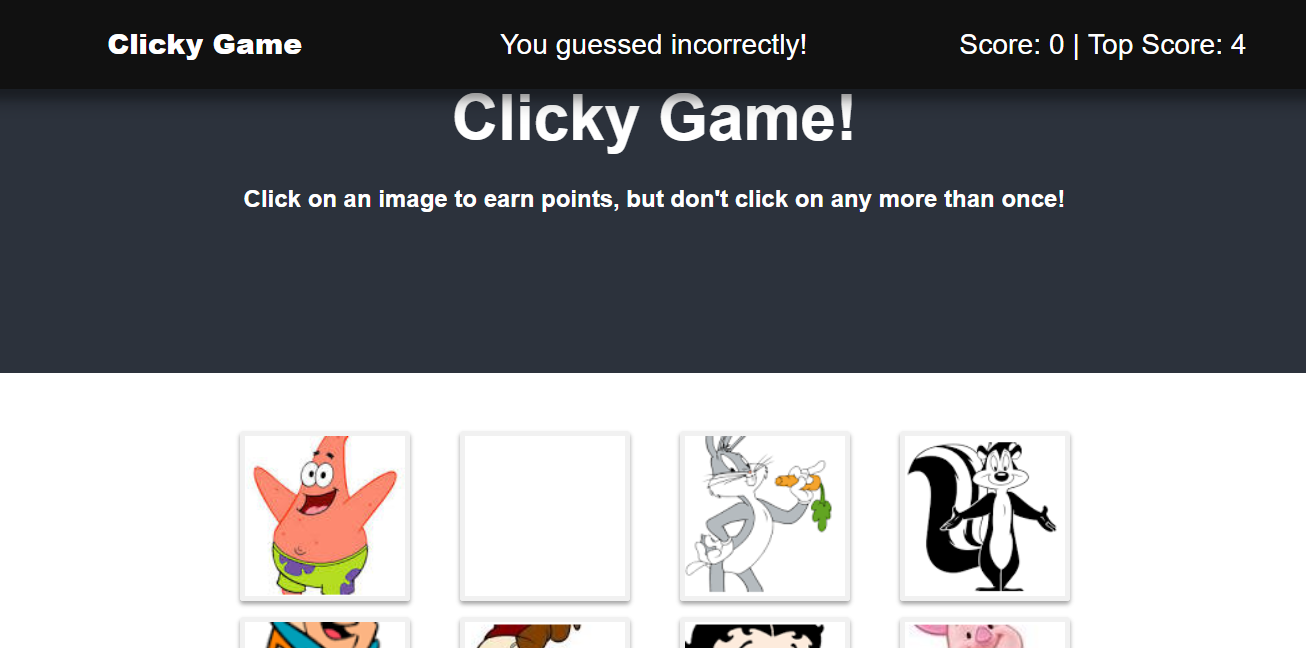 Clicky Game
You guessed incorrectly!
Score: 0 | Top Score: 4
Clicky Game!
Click on an image to earn points, but don't click on any more than once!